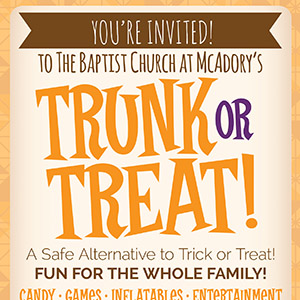 YOU'RE INVITED!
TO THE BAPTIST CHURCH AT MCADORY'S
TRUNK OR
TREAT!
A Safe Alternative to Trick or Treat!
FUN FOR THE WHOLE FAMILY!
CANDY · GAMES · INFLATABLES · ENTERTAINMENT